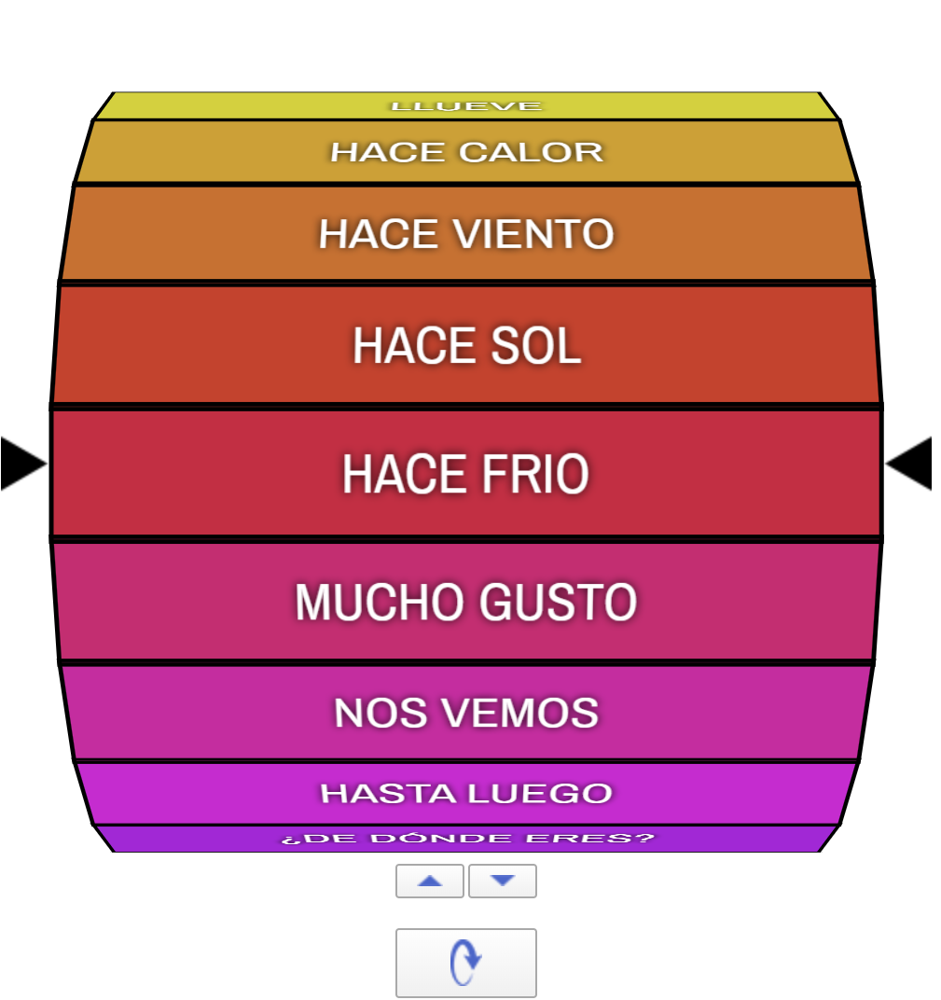 LLUEVE
HACE CALOR
HACE VIENTO
HACE SOL
HACE FRIO
MUCHO GUSTO
NOS VEMOS
HASTA LUEGO
¿DE DÓNDE ERES?